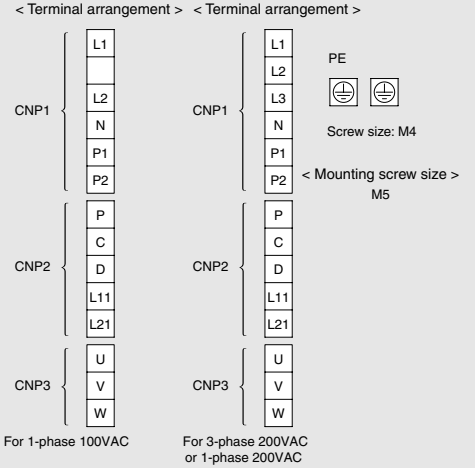 < Terminal arrangement >
CNP1
L1
L2
N
P1
P2
CNP2
P
C
D
L11
L21
CNP3
U
V
W
For 1-phase 100VAC
< Terminal arrangement >
CNP1
L1
L2
L3
N
P1
P2
CNP2
P
C
D
L11
L21
CNP3
U
V
W
For 3-phase 200VAC
or 1-phase 200VAC
PE
Screw size: M4
< Mounting screw size >
M5